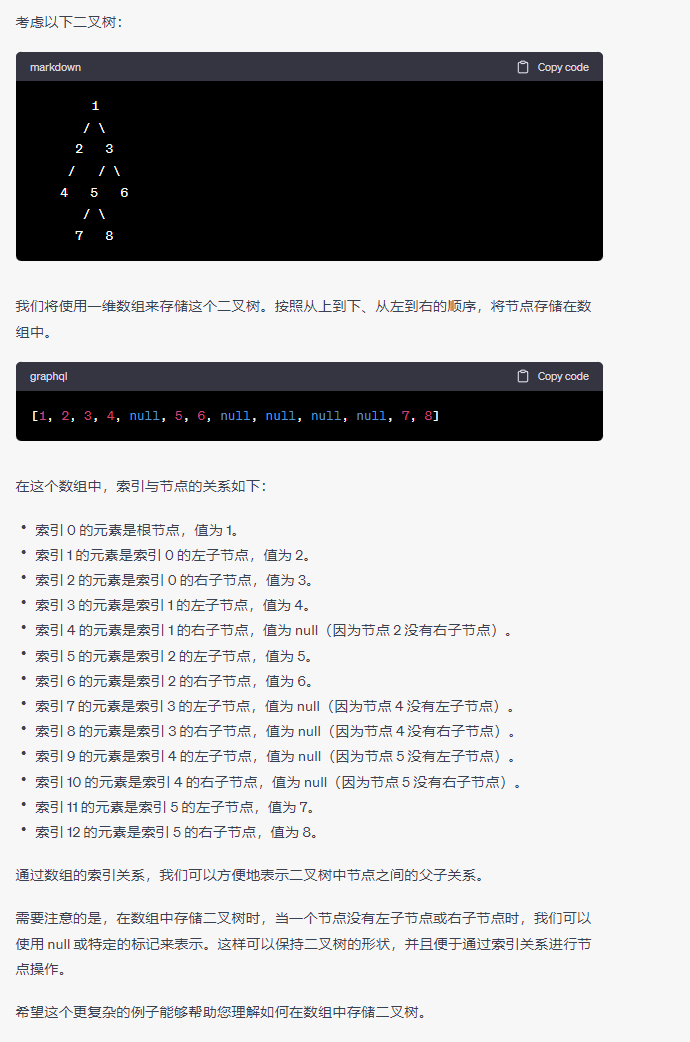 考虑以下二叉树：
markdown
Copy code
1
/ \
2 3
/ / \
4 5 6
/ \
7 8
我们将使用一维数组来存储这个二叉树。按照从上到下、从左到右的顺序，将节点存储在数
组中。
graphql
Copy code
[1, 2, 3, 4, null, 5, 6, null, null, null, null, 7, 8]
在这个数组中，索引与节点的关系如下：
• 索引 0 的元素是根节点，值为 1。
• 索引 1 的元素是索引 0 的左子节点，值为 2。
• 索引 2 的元素是索引 0 的右子节点，值为 3。
• 索引 3 的元素是索引 1 的左子节点，值为 4。
• 索引 4 的元素是索引 1 的右子节点，值为 null（因为节点 2 没有右子节点）。
• 索引 5 的元素是索引 2 的左子节点，值为 5。
• 索引 6 的元素是索引 2 的右子节点，值为 6。
• 索引 7 的元素是索引 3 的左子节点，值为 null（因为节点 4 没有左子节点）。
• 索引 8 的元素是索引 3 的右子节点，值为 null（因为节点 4 没有右子节点）。
• 索引 9 的元素是索引 4 的左子节点，值为 null（因为节点 5 没有左子节点）。
• 索引 10 的元素是索引 4 的右子节点，值为 null（因为节点 5 没有右子节点）。
• 索引 11 的元素是索引 5 的左子节点，值为 7。
• 索引 12 的元素是索引 5 的右子节点，值为 8。
通过数组的索引关系，我们可以方便地表示二叉树中节点之间的父子关系。
需要注意的是，在数组中存储二叉树时，当一个节点没有左子节点或右子节点时，我们可以
使用 null 或特定的标记来表示。这样可以保持二叉树的形状，并且便于通过索引关系进行节
点操作。
希望这个更复杂的例子能够帮助您理解如何在数组中存储二叉树。